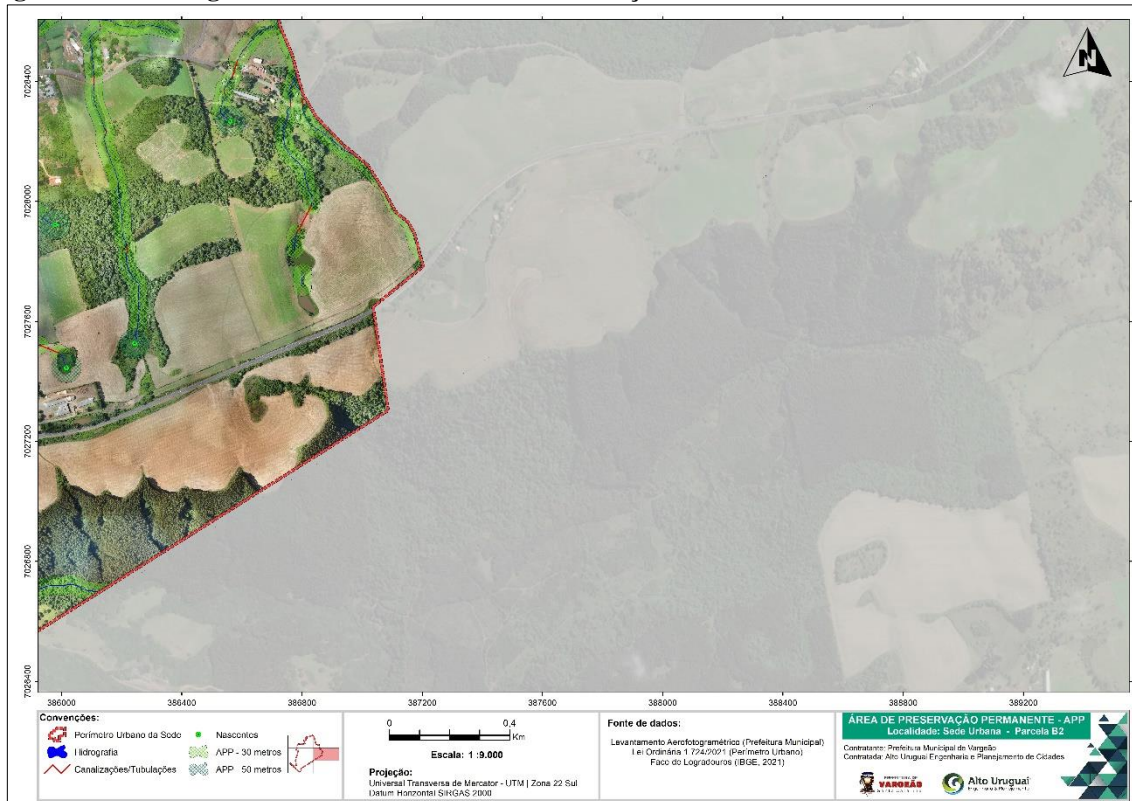 N
7028400
7028000
7027600
7027200
7026800
7026400
386000
386400
386800
387200
387600
388000
388400
388800
389200
Convenções:
Perímetro Urbano da Sede
Hidrografia
Canalizações/Tubulações
Nascentes
APP - 30 metros
APP - 50 metros
0
0,4
Km
Escala: 1:9.000
Projeção:
Universal Transversa de Mercator - UTM | Zona 22 Sul
Datum Horizontal SIRGAS 2000
Fonte de dados:
Levantamento Aerofotogramétrico (Prefeitura Municipal)
Lei Ordinária 1.724/2021 (Perímetro Urbano)
Face de Logradouros (IBGE, 2021)
ÁREA DE PRESERVAÇÃO PERMANENTE - APP
Localidade: Sede Urbana - Parcela B2
Contratante: Prefeitura Municipal de Vargeão
Contratada: Alto Uruguai Engenharia e Planejamento de Cidades
VARGEÃO
Alto Uruguai
Engenharia e Planejamento